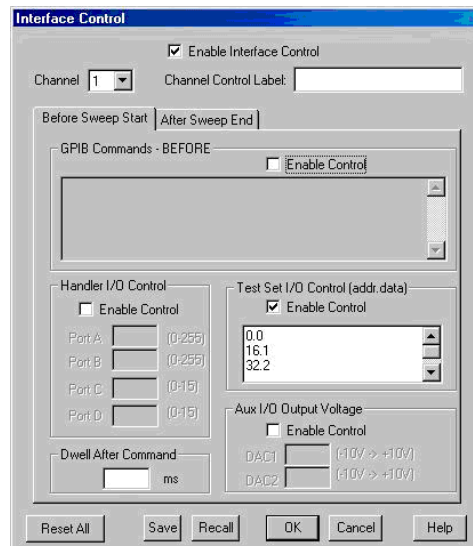 Interface Control
Enable Interface Control
Channel 1 Channel Control Label:
Before Sweep Start After Sweep End
GPIB Commands - BEFORE
Enable Control
Handler I/O Control
Enable Control
Port A (0-255)
Port B (0-255)
Port C (0-15)
Port D (0-15)
Test Set I/O Control (addr.data)
Enable Control
0.0
16.1
32.2
Aux I/O Output Voltage
Enable Control
DAC1 (-10V -> +10V)
DAC2 (-10V -> +10V)
Dwell After Command
ms
Reset All Save Recall OK Cancel Help